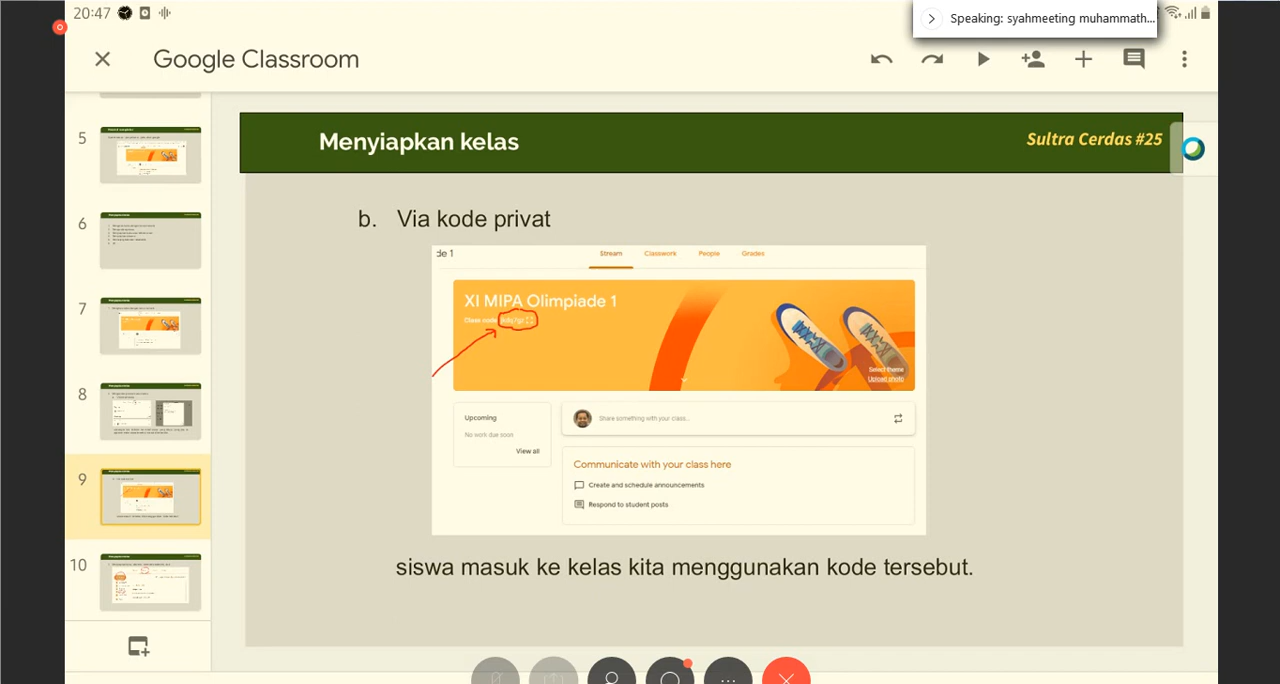 20:47
Speaking: syahmeeting muhammath...
Google Classroom
5
6
7
8
9
10
Menyiapkan kelas
Sultra Cerdas #25
b. Via kode privat
de 1
Stream Classwork People Grades
XI MIPA Olimpiade 1
Class code
Select theme
Upload photo
Upcoming
No work due soon
View all
Share something with your class...
Communicate with your class here
Create and schedule announcements
Respond to student posts
siswa masuk ke kelas kita menggunakan kode tersebut.